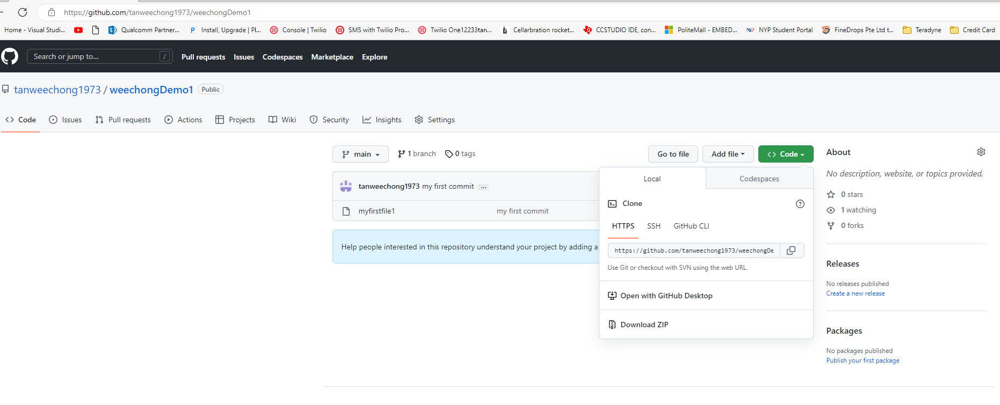 https://github.com/tanweechong1973/weechongDemo1
Home - Visual Studi... Qualcomm Partner... Install, Upgrade | Pl... Console | Twilio SMS with Twilio Pro... Twilio One12233tan... Cellarbration rocket... CCSTUDIO IDE, con... PoliteMall - EMBED... NYP Student Portal FineDrops Pte Ltd t... Teradyne Credit Card
Search or jump to... / Pull requests Issues Codespaces Marketplace Explore
tanweechong1973 / weechongDemo1 Public
Code Issues Pull requests Actions Projects Wiki Security Insights Settings
main 1 branch 0 tags Go to file Add file Code
tanweechong1973 my first commit ...
myfirstfile1 my first commit
Help people interested in this repository understand your project by adding a
Local Codespaces
Clone
HTTPS SSH GitHub CLI
https://github.com/tanweechong1973/weechongDe
Use Git or checkout with SVN using the web URL.
Open with GitHub Desktop
Download ZIP
About
No description, website, or topics provided.
0 stars
1 watching
0 forks
Releases
No releases published
Create a new release
Packages
No packages published
Publish your first package